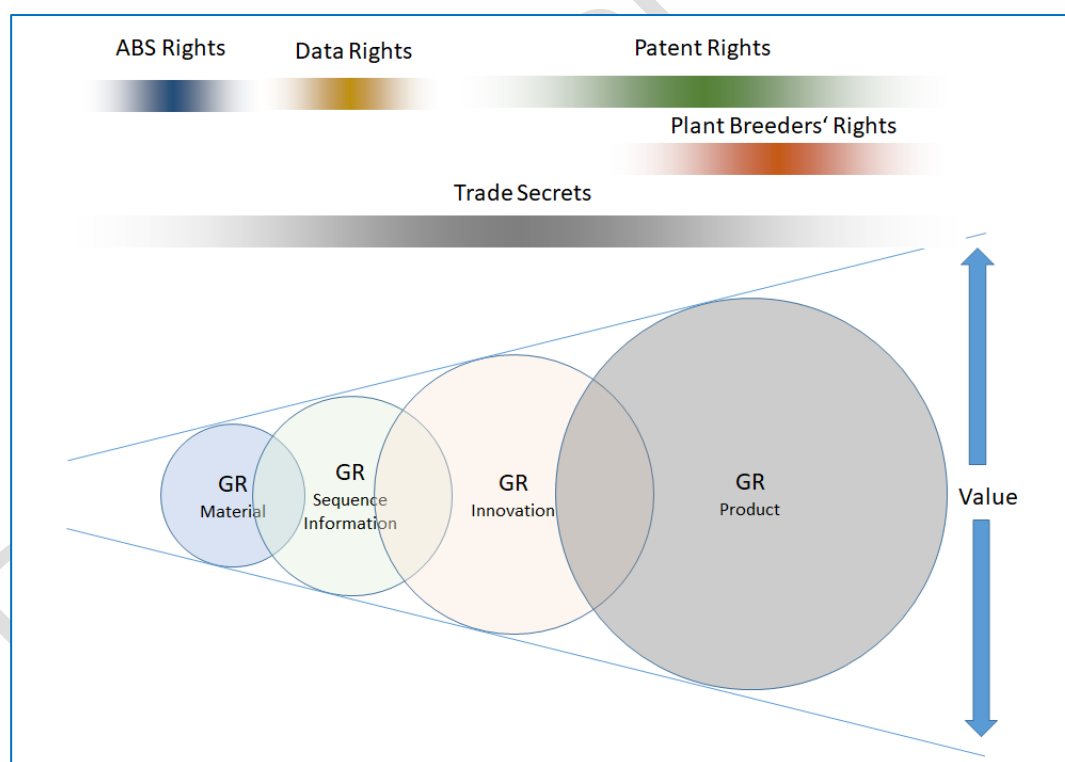 ABS Rights
Data Rights
Patent Rights
Plant Breeders‘ Rights
Trade Secrets
GR
Material
GR
Sequence
Information
GR
Innovation
GR
Product
Value